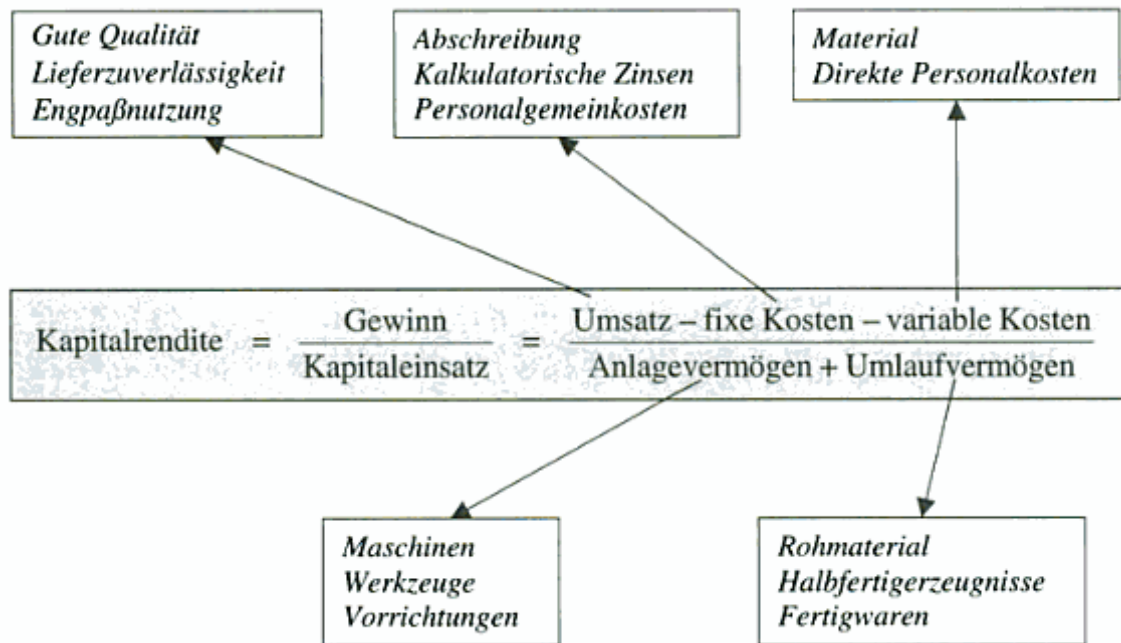 Gute Qualität
Lieferzuverlässigkeit
Engpaßnutzung
Abschreibung
Kalkulatorische Zinsen
Personalgemeinkosten
Material
Direkte Personalkosten
Kapitalrendite = Gewinn / Kapitaleinsatz = Umsatz – fixe Kosten – variable Kosten / Anlagevermögen + Umlaufvermögen
Maschinen
Werkzeuge
Vorrichtungen
Rohmaterial
Halbfertigerzeugnisse
Fertigwaren